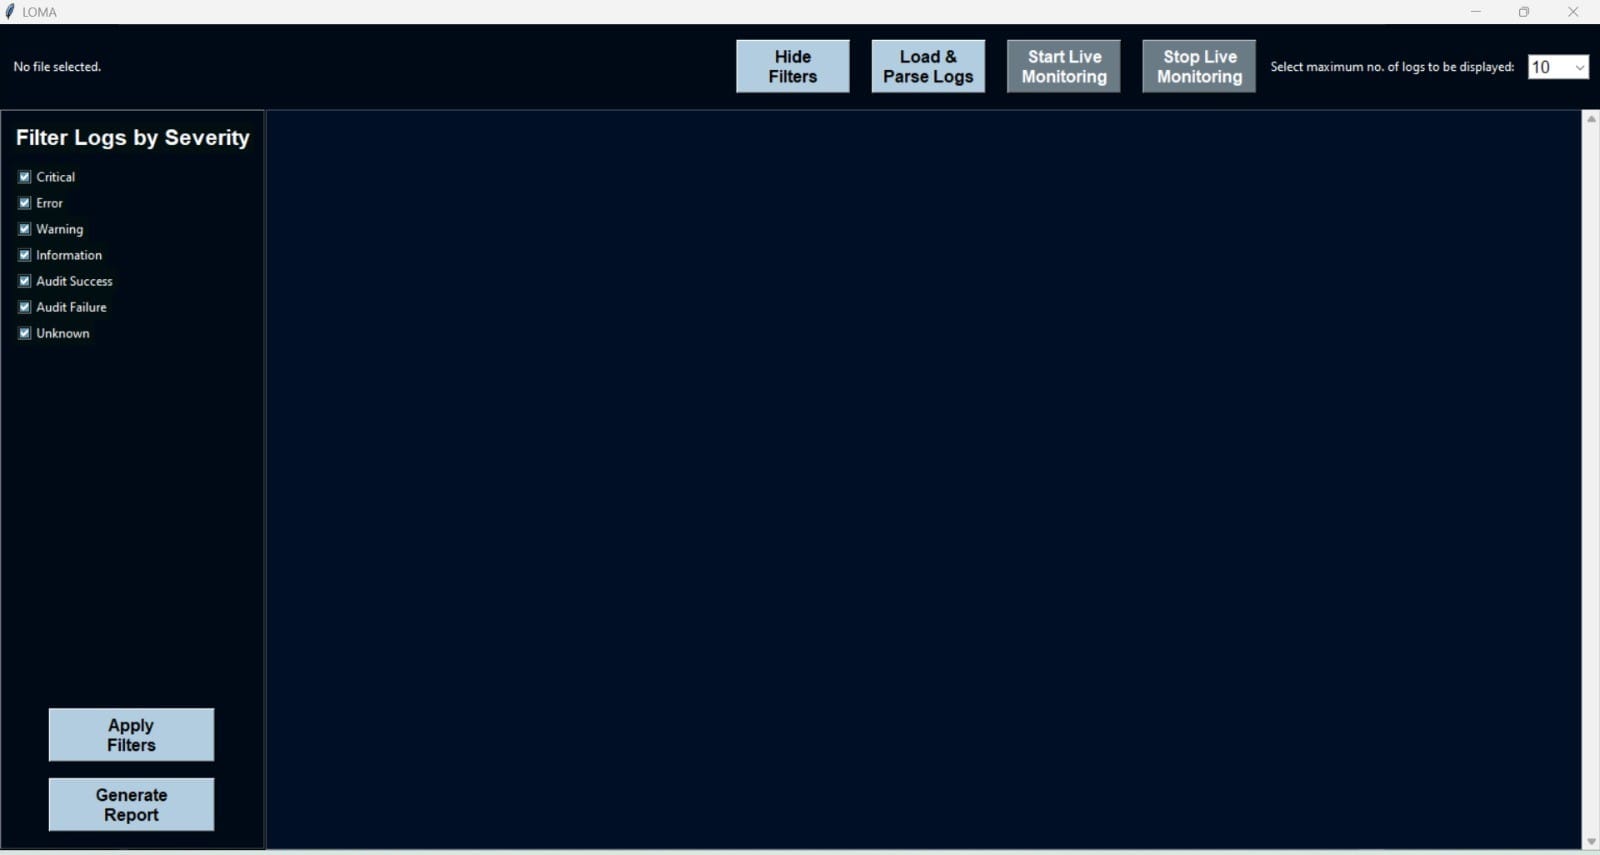 LOMA
No file selected.
Hide
Filters
Load &
Parse Logs
Start Live
Monitoring
Stop Live
Monitoring
Select maximum no. of logs to be displayed:
10
Filter Logs by Severity
Critical
Error
Warning
Information
Audit Success
Audit Failure
Unknown
Apply
Filters
Generate
Report